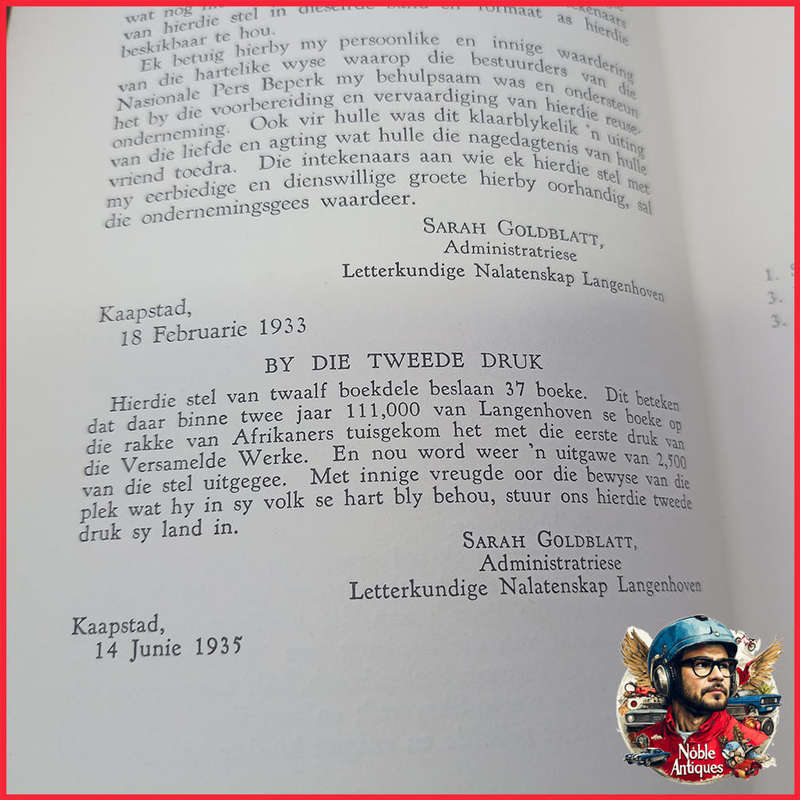 wat nog
van hierdie stel in dieselfde band en formaat as hierdie
beskikbaar te hou.
Ek betuig hierby my persoonlike en innige waardering
van die hartelike wyse waarop die bestuurders van die
Nasionale Pers Beperk my behulpsaam was en ondersteun
het by die voorbereiding en vervaardiging van hierdie reuse-
onderneming. Ook vir hulle was dit klaarblykelik 'n uiting
van die liefde en agting wat hulle die nagedagtenis van hulle
vriend toedra. Die intekenaars aan wie ek hierdie stel met
my eerbiedige en dienswillige groete hierby oorhandig, sal
die ondernemingsgees waardeer.
SARAH GOLDBLATT,
Administratriese
Letterkundige Nalatenskap Langenhoven
Kaapstad,
18 Februarie 1933
BY DIE TWEEDE DRUK
Hierdie stel van twaalf boekdele beslaan 37 boeke. Dit beteken
dat daar binne twee jaar 111,000 van Langenhoven se boeke op
die rakke van Afrikaners tuisgekom het met die eerste druk van
die Versamelde Werke. En nou word weer 'n uitgawe van 2,500
van die stel uitgegee. Met innige vreugde oor die bewyse van die
plek wat hy in sy volk se hart bly behou, stuur ons hierdie tweede
druk sy land in.
SARAH GOLDBLATT,
Administratriese
Letterkundige Nalatenskap Langenhoven
Kaapstad,
14 Junie 1935
1.
3.
3.
Noble
Antiques